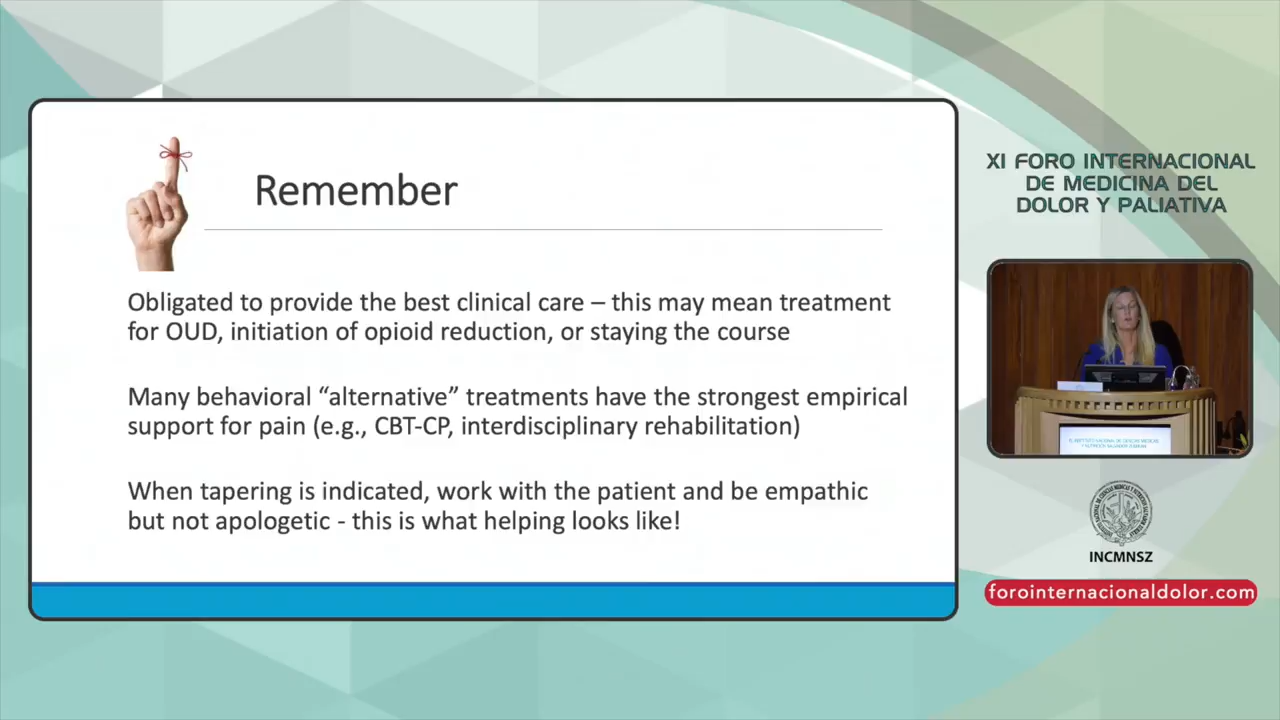 Remember
Obligated to provide the best clinical care – this may mean treatment
for OUD, initiation of opioid reduction, or staying the course
Many behavioral “alternative” treatments have the strongest empirical
support for pain (e.g., CBT-CP, interdisciplinary rehabilitation)
When tapering is indicated, work with the patient and be empathic
but not apologetic - this is what helping looks like!
XI FORO INTERNACIONAL
DE MEDICINA DEL
DOLOR Y PALIATIVA
INCMNSZ
forointernacionaldolor.com